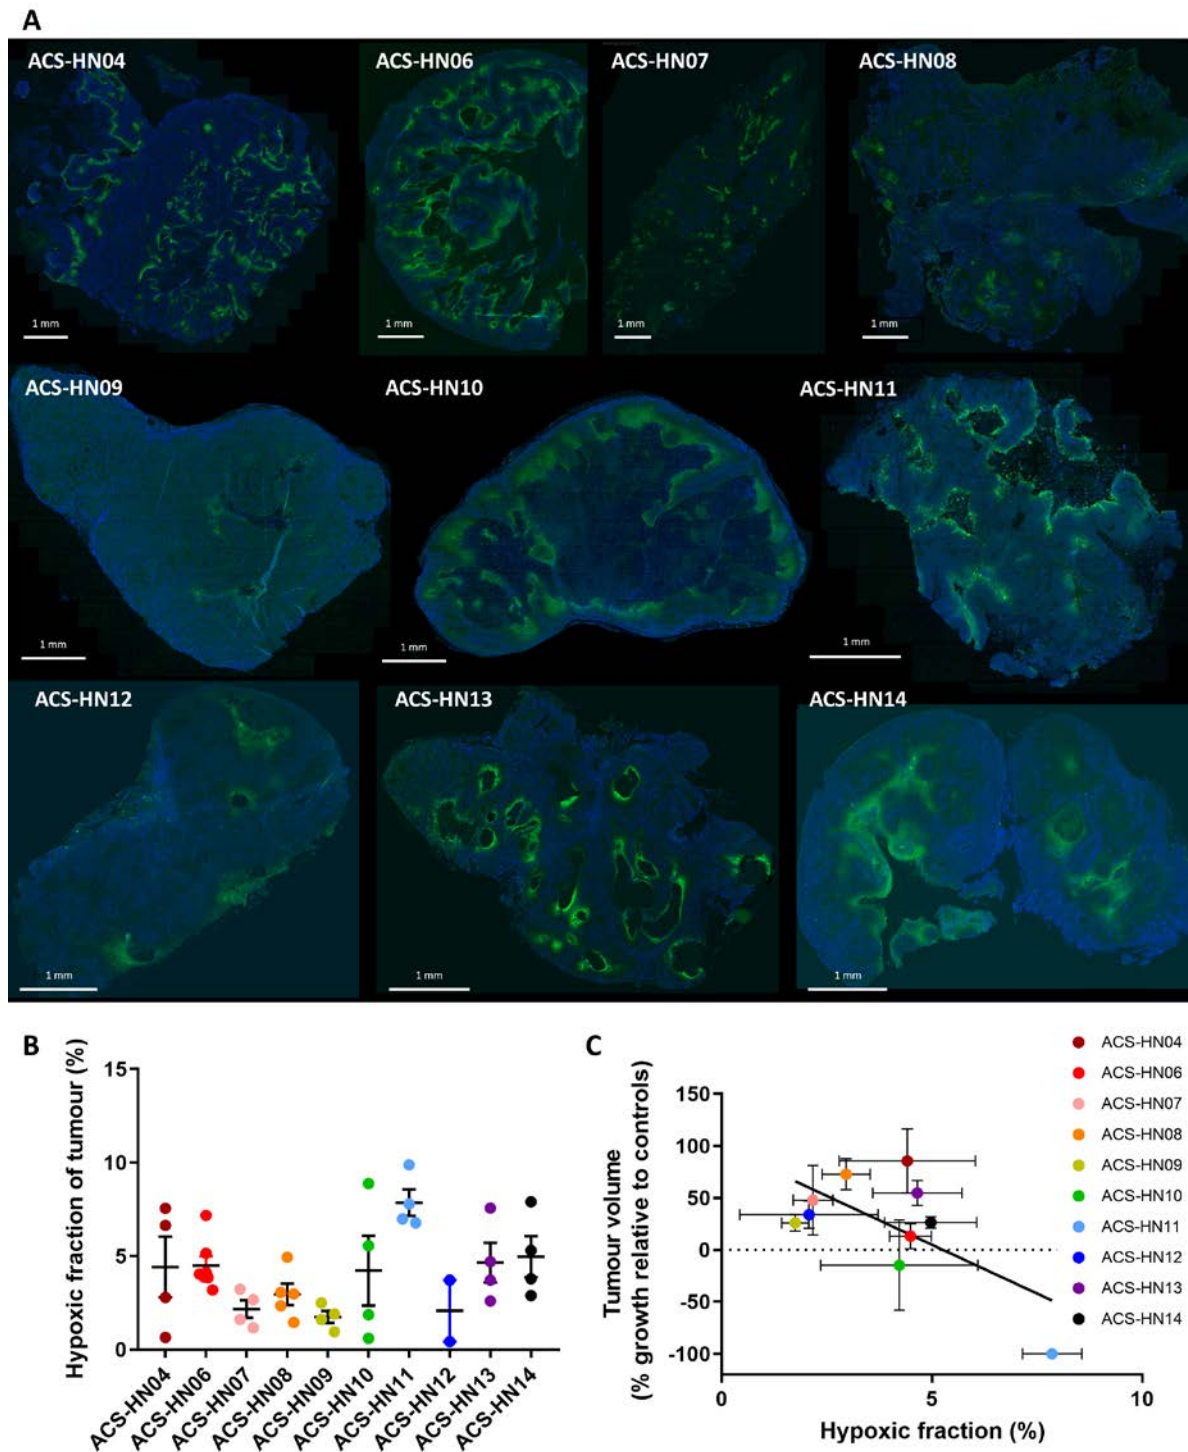 A
ACS-HN04
ACS-HN06
ACS-HN07
ACS-HN08
1 mm
1 mm
1 mm
1 mm
ACS-HN09
ACS-HN10
ACS-HN11
1 mm
1 mm
1 mm
ACS-HN12
ACS-HN13
ACS-HN14
1 mm
1 mm
1 mm
B
Hypoxic fraction of tumour (%)
15
10
5
0
ACS-HN04
ACS-HN06
ACS-HN07
ACS-HN08
ACS-HN09
ACS-HN10
ACS-HN11
ACS-HN12
ACS-HN13
ACS-HN14
C
Tumour volume
(% growth relative to controls)
150
100
50
0
-50
-100
0
5
10
Hypoxic fraction (%)
ACS-HN04
ACS-HN06
ACS-HN07
ACS-HN08
ACS-HN09
ACS-HN10
ACS-HN11
ACS-HN12
ACS-HN13
ACS-HN14